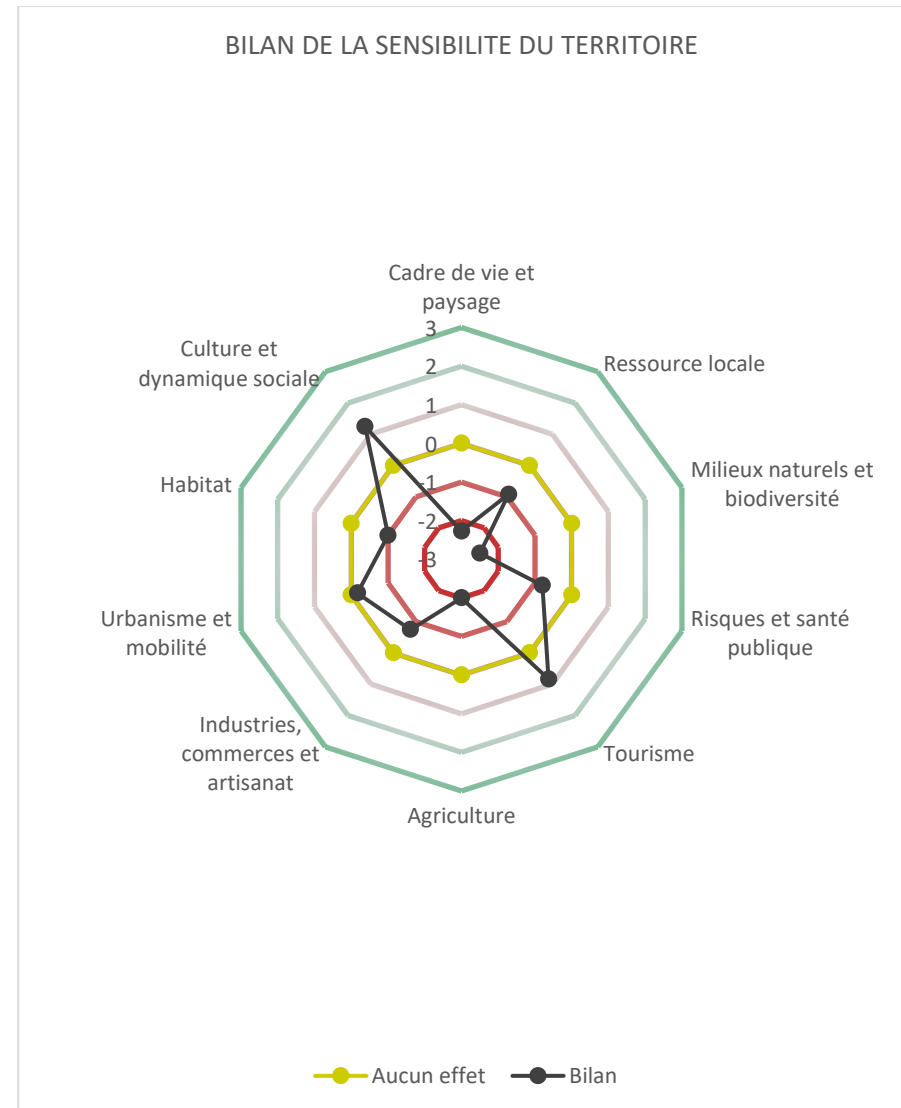 BILAN DE LA SENSIBILITE DU TERRITOIRE
Cadre de vie et
paysage
Ressource locale
Milieux naturels et
biodiversité
Risques et santé
publique
Tourisme
Agriculture
Industries,
commerces et
artisanat
Urbanisme et
mobilité
Habitat
Culture et
dynamique sociale
3
2
1
0
-1
-2
-3
Aucun effet
Bilan